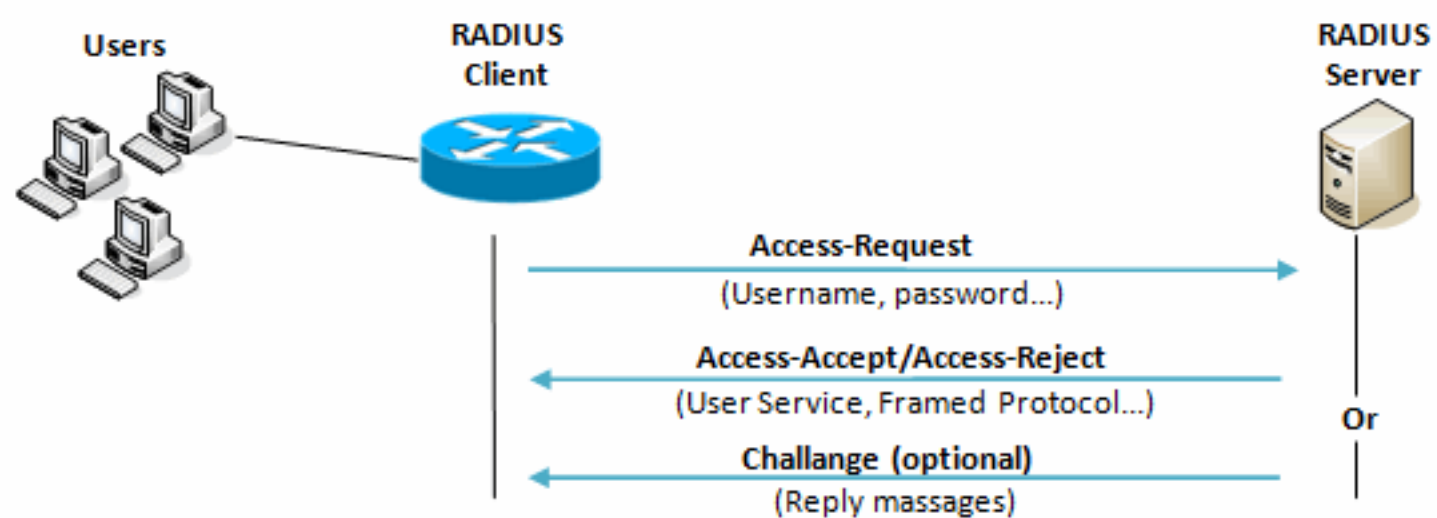 Users
RADIUS
Client
RADIUS
Server
Access-Request
(Username, password...)
Access-Accept/Access-Reject
(User Service, Framed Protocol...)
Or
Challange (optional)
(Reply massages)